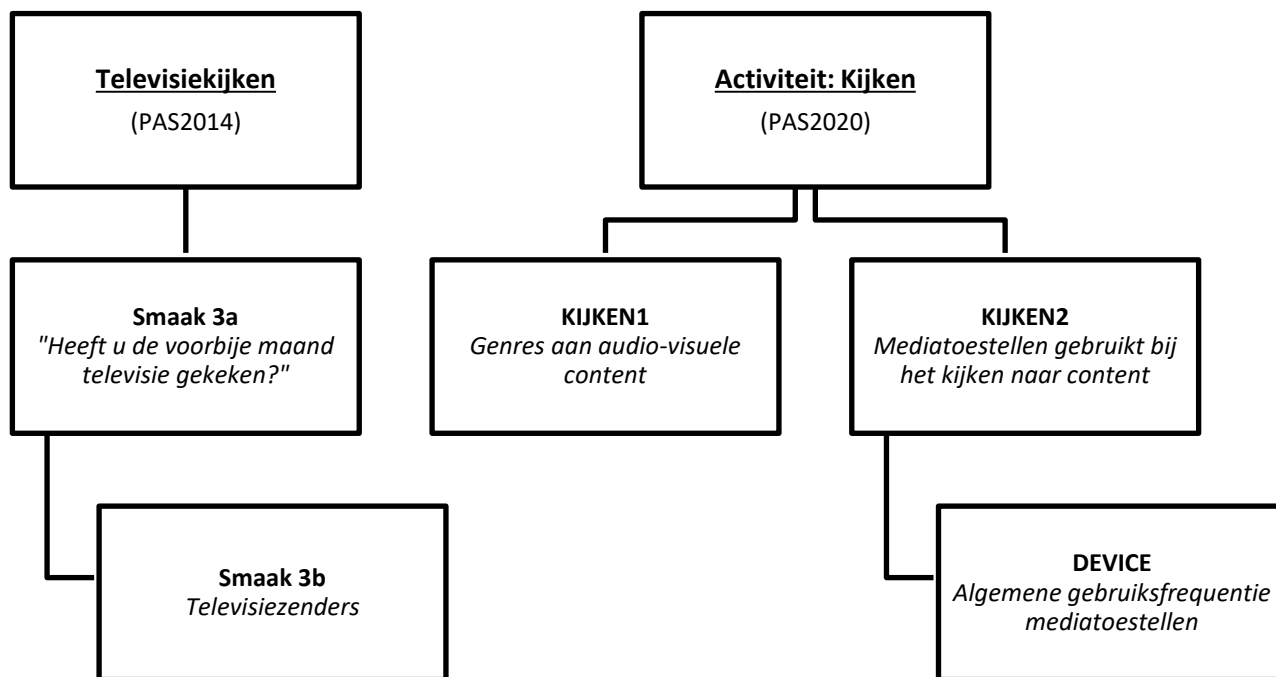 Televisiekijken
(PAS2014)
Activiteit: Kijken
(PAS2020)
Smaak 3a
"Heeft u de voorbije maand
televisie gekeken?"
KIJKEN1
Genres aan audio-visuele
content
KIJKEN2
Mediatoestellen gebruikt bij
het kijken naar content
Smaak 3b
Televisiezenders
DEVICE
Algemene gebruiksfrequentie
mediatoestellen